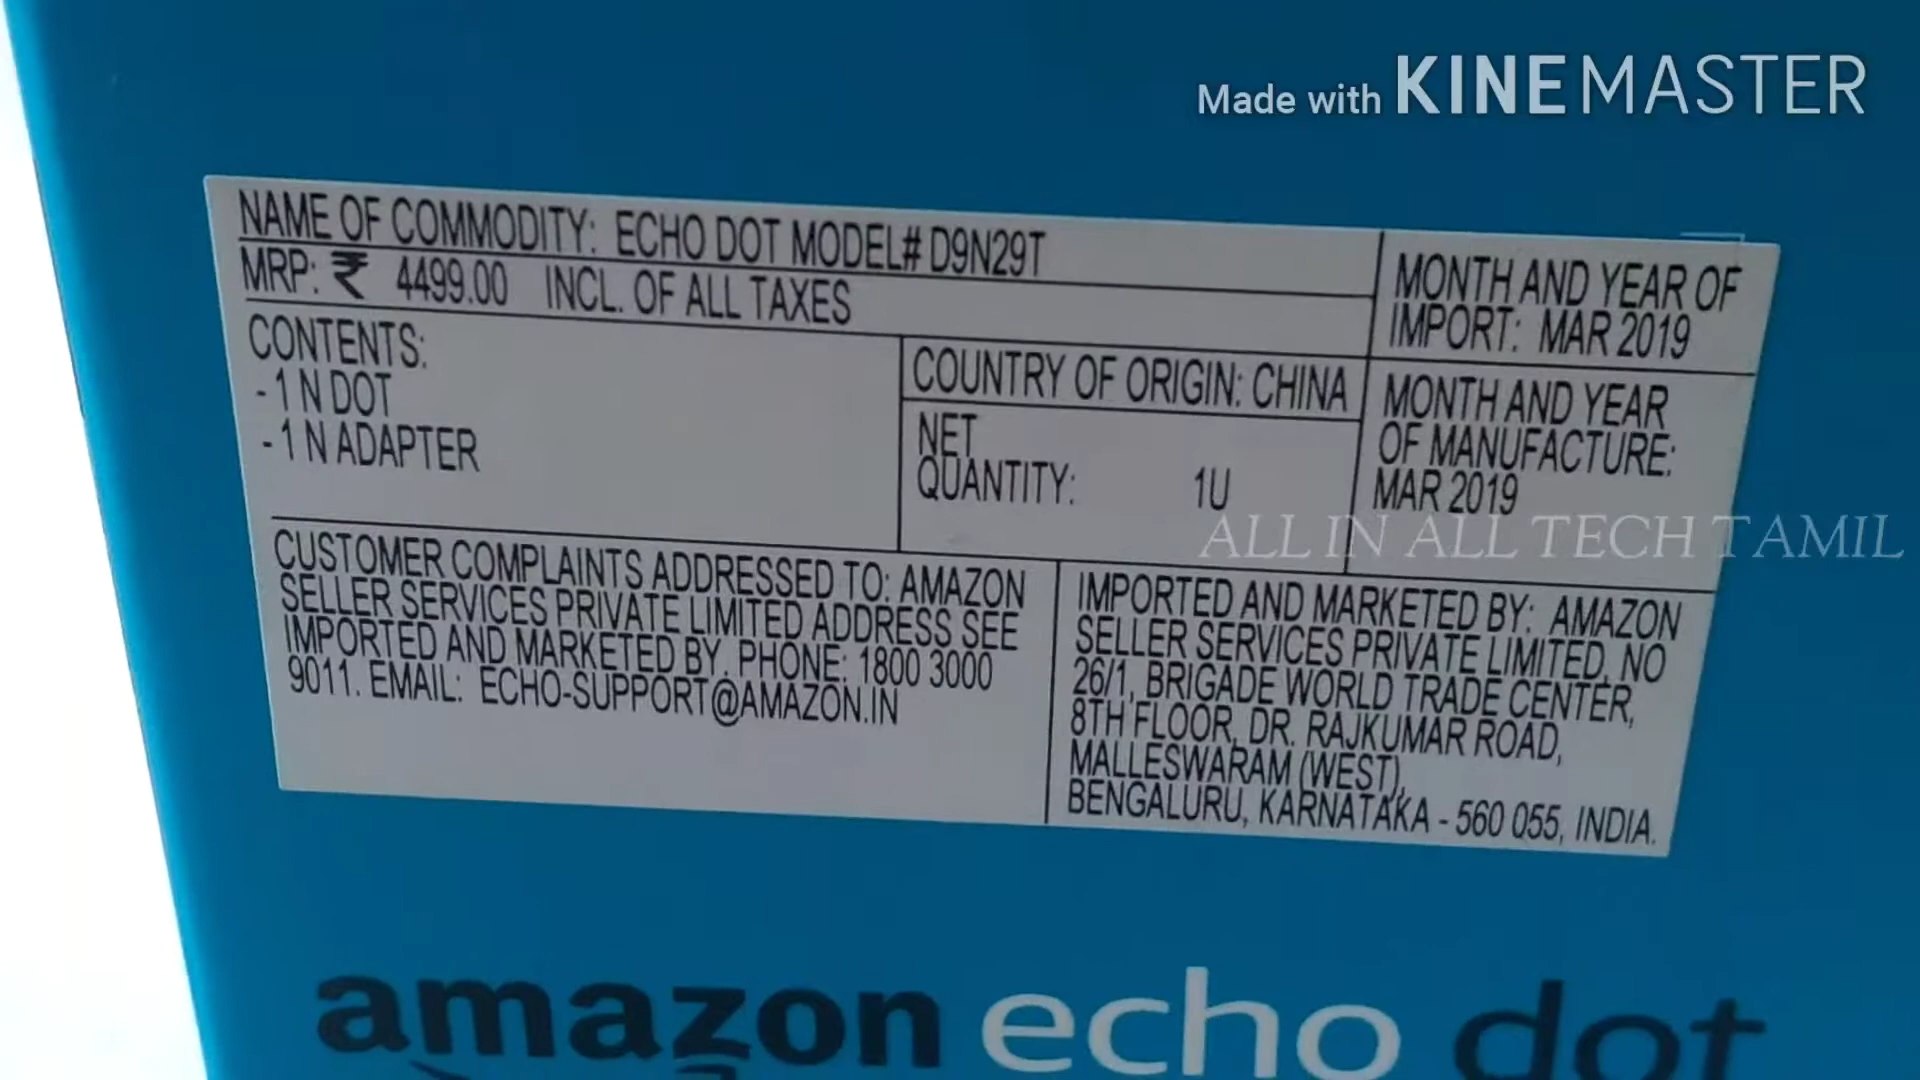 Made with KINEMASTER
NAME OF COMMODITY: ECHO DOT MODEL# D9N29T
MRP: ₹ 4499.00 INCL. OF ALL TAXES
MONTH AND YEAR OF
IMPORT: MAR 2019
CONTENTS:
- 1 N DOT
- 1 N ADAPTER
COUNTRY OF ORIGIN: CHINA
NET
QUANTITY: 1U
MONTH AND YEAR
OF MANUFACTURE:
MAR 2019
ALL IN ALL TECH TAMIL
CUSTOMER COMPLAINTS ADDRESSED TO: AMAZON
SELLER SERVICES PRIVATE LIMITED ADDRESS SEE
IMPORTED AND MARKETED BY. PHONE: 1800 3000
9011. EMAIL: ECHO-SUPPORT@AMAZON.IN
IMPORTED AND MARKETED BY: AMAZON
SELLER SERVICES PRIVATE LIMITED, NO
26/1, BRIGADE WORLD TRADE CENTER,
8TH FLOOR, DR. RAJKUMAR ROAD,
MALLESWARAM (WEST),
BENGALURU, KARNATAKA - 560 055, INDIA.
amazon echo dot